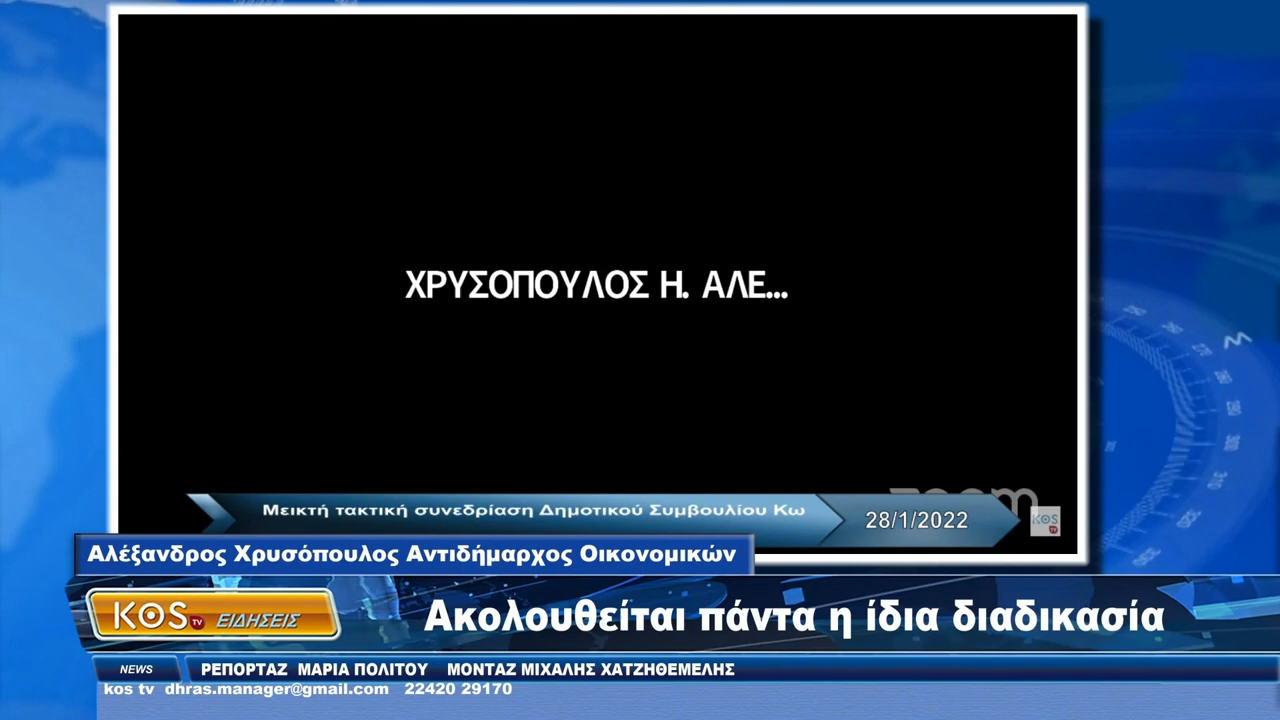 ΧΡΥΣΟΠΟΥΛΟΣ Η. ΑΛΕ...
zoom
Μεικτή τακτική συνεδρίαση Δημοτικού Συμβουλίου Κω
28/1/2022
KOS TV
Αλέξανδρος Χρυσόπουλος Αντιδήμαρχος Οικονομικών
KOS TV ΕΙΔΗΣΕΙΣ
Ακολουθείται πάντα η ίδια διαδικασία
NEWS
ΡΕΠΟΡΤΑΖ ΜΑΡΙΑ ΠΟΛΙΤΟΥ ΜΟΝΤΑΖ ΜΙΧΑΛΗΣ ΧΑΤΖΗΘΕΜΕΛΗΣ
kos tv dhras.manager@gmail.com 22420 29170
W